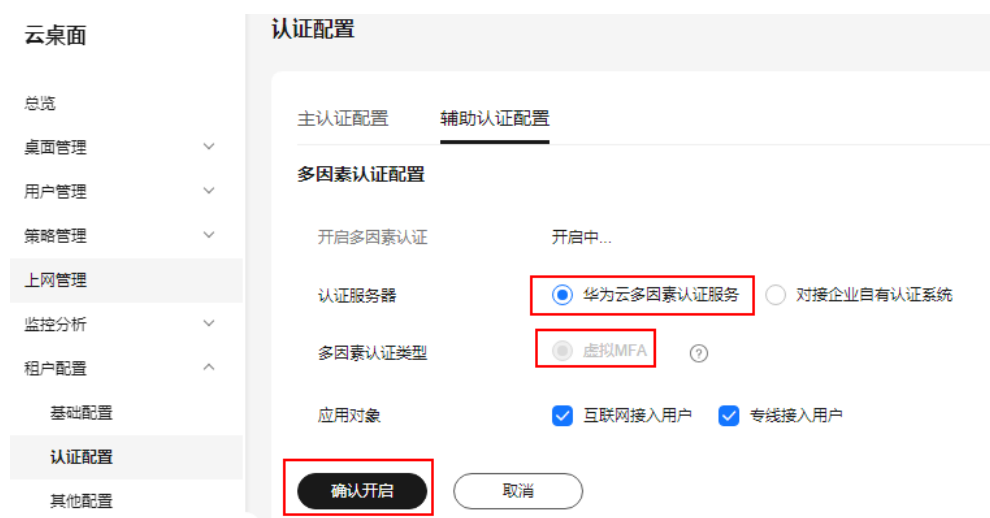 云桌面
总览
桌面管理
用户管理
策略管理
上网管理
监控分析
租户配置
基础配置
认证配置
其他配置
认证配置
主认证配置 辅助认证配置
多因素认证配置
开启多因素认证 开启中...
认证服务器 华为云多因素认证服务 对接企业自有认证系统
多因素认证类型 虚拟MFA ?
应用对象 互联网接入用户 专线接入用户
确认开启 取消